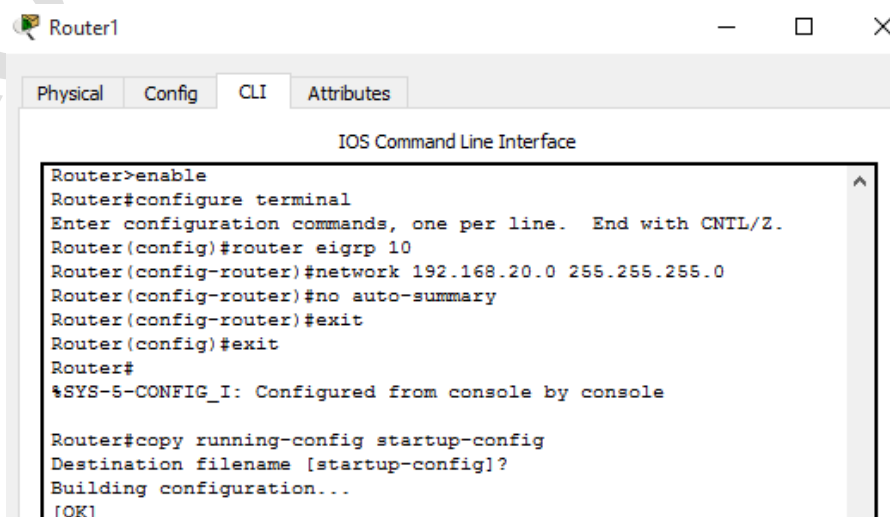 Router1
Physical Config CLI Attributes
IOS Command Line Interface
Router>enable
Router#configure terminal
Enter configuration commands, one per line.  End with CNTL/Z.
Router(config)#router eigrp 10
Router(config-router)#network 192.168.20.0 255.255.255.0
Router(config-router)#no auto-summary
Router(config-router)#exit
Router(config)#exit
Router#
%SYS-5-CONFIG_I: Configured from console by console
Router#copy running-config startup-config
Destination filename [startup-config]?
Building configuration...
[OK]